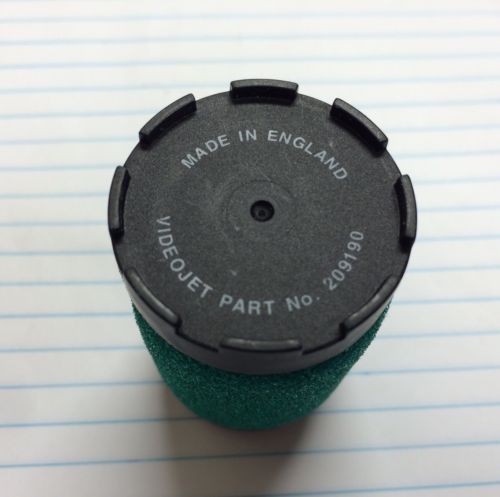 MADE IN ENGLAND
VIDEOJET PART No. 209190